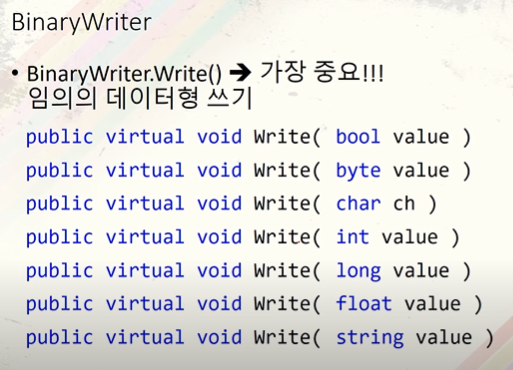 BinaryWriter
• BinaryWriter.Write() ➔ 가장 중요!!!
임의의 데이터형 쓰기
public virtual void Write( bool value )
public virtual void Write( byte value )
public virtual void Write( char ch )
public virtual void Write( int value )
public virtual void Write( long value )
public virtual void Write( float value )
public virtual void Write( string value )